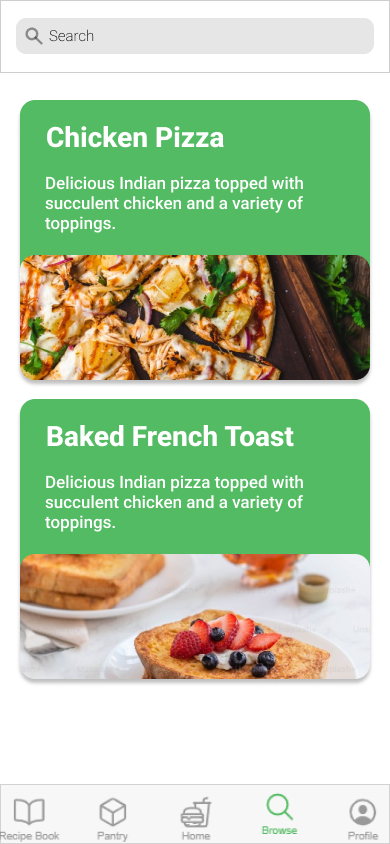 Search
Chicken Pizza
Delicious Indian pizza topped with
succulent chicken and a variety of
toppings.
Baked French Toast
Delicious Indian pizza topped with
succulent chicken and a variety of
toppings.
Recipe Book
Pantry
Home
Browse
Profile